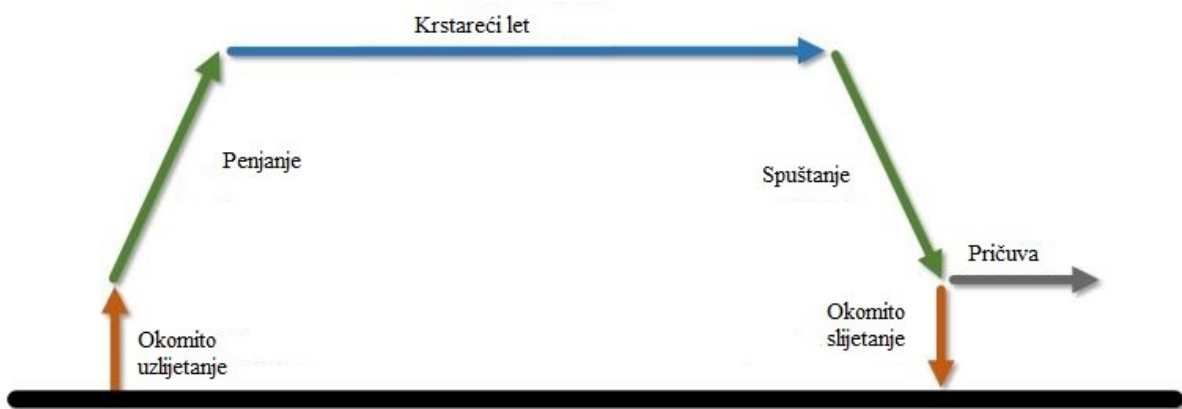 Krstareći let
Penjanje
Spuštanje
Pričuva
Okomito
uzlijetanje
Okomito
slijetanje